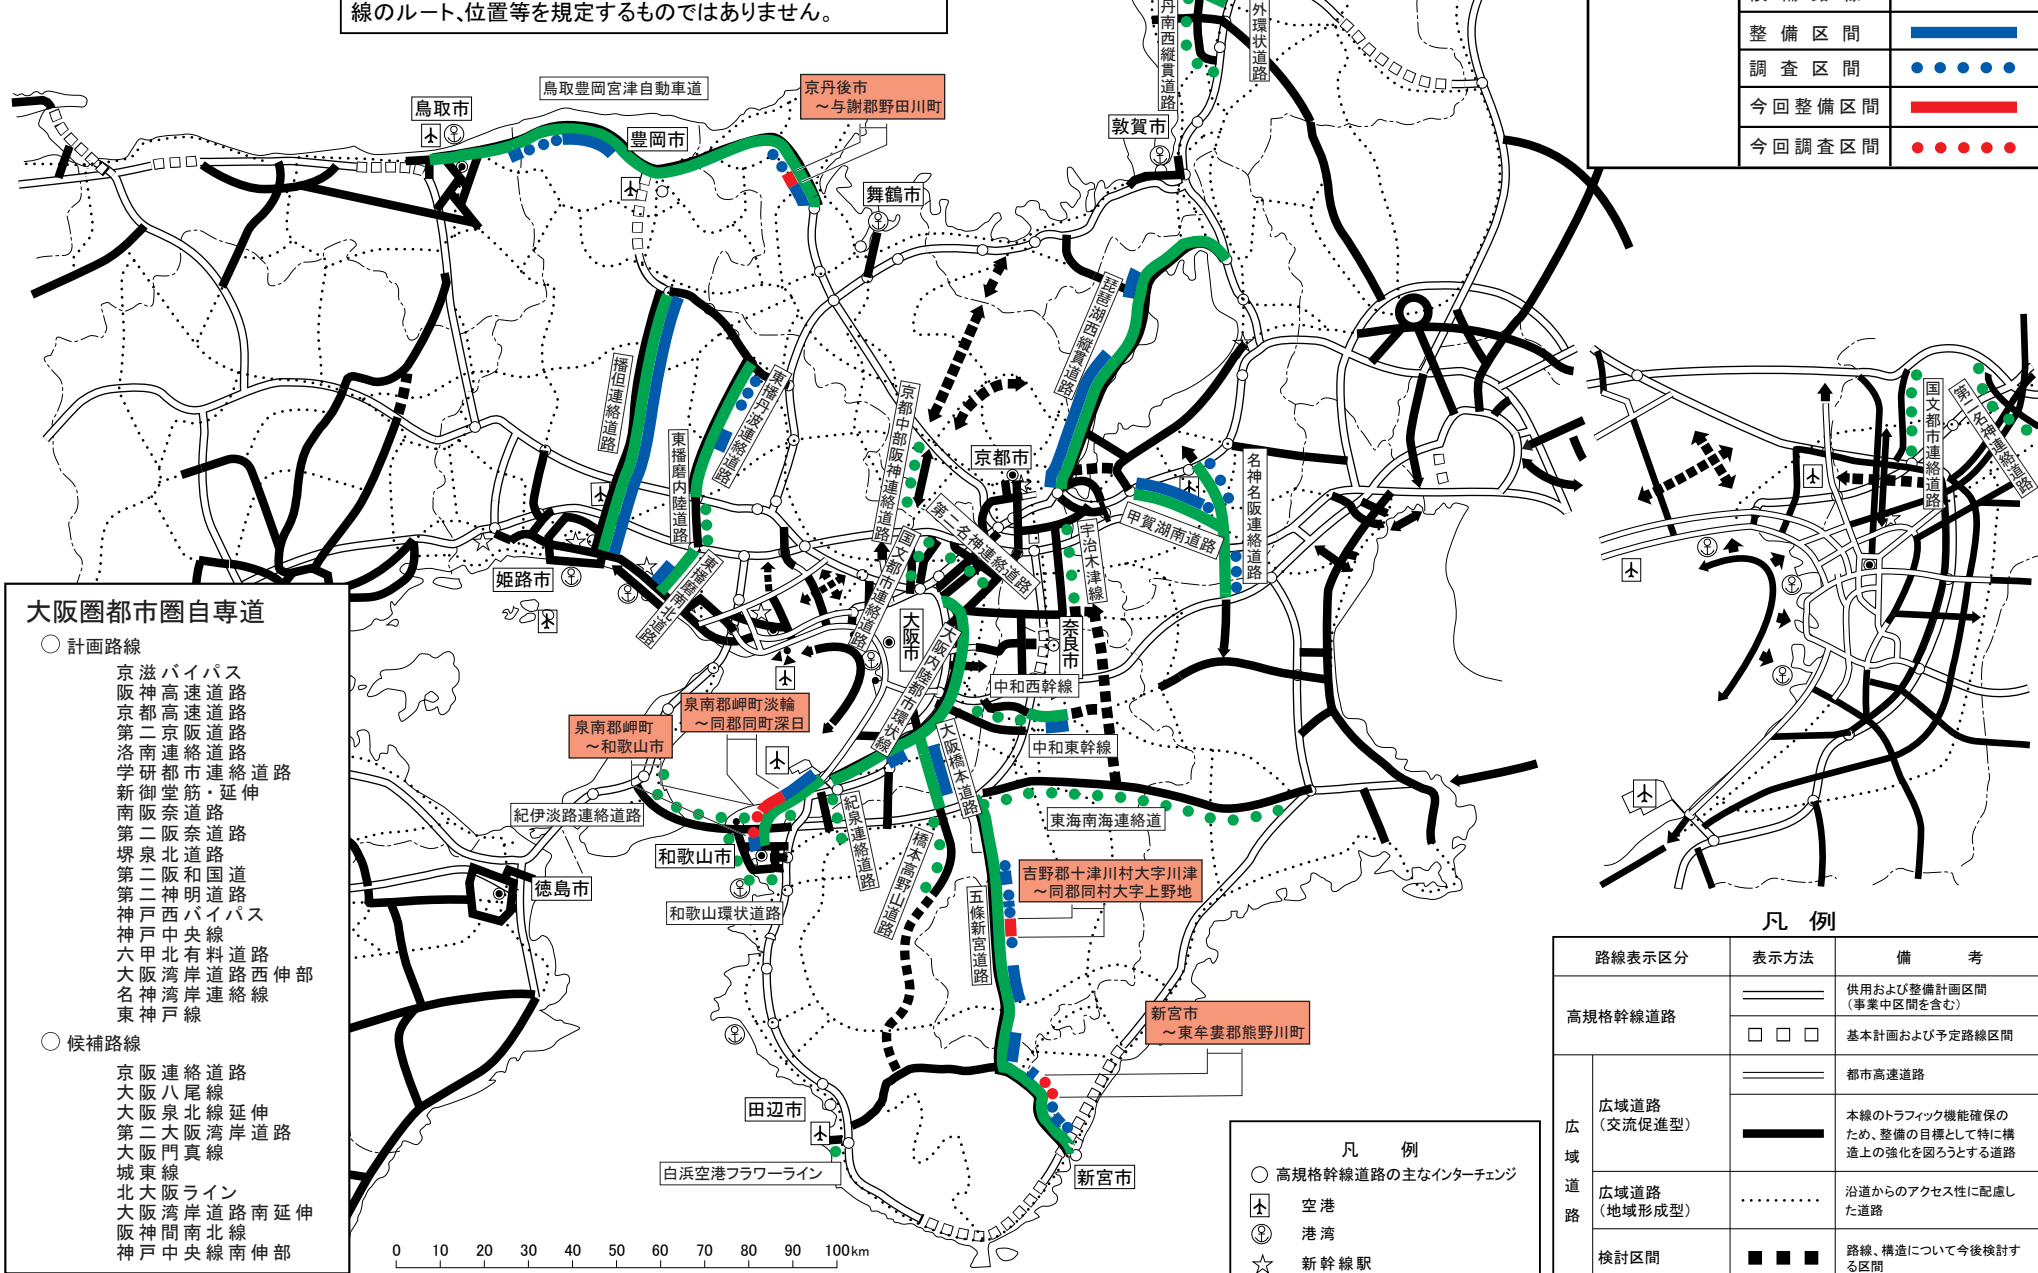 線のルート、位置等を規定するものではありません。
整備区間
調査区間
今回整備区間
今回調査区間
丹南西縦貫道路
外環状道路
鳥取豊岡宮津自動車道
京丹後市
～与謝郡野田川町
鳥取市
豊岡市
敦賀市
舞鶴市
琵琶湖西縦貫道路
播但連絡道路
東播丹波連絡道路
京都中部阪神連絡道路
東播磨内陸道路
京都市
名神名阪連絡道路
国文都市連絡道路
第二名神連絡道路
第二名神連絡道路
甲賀湖南道路
宇治木津線
国文都市連絡道路
姫路市
東播磨南北道路
大阪市
奈良市
大阪内陸都市環状線
中和西幹線
中和東幹線
泉南郡岬町淡輪
～同郡同町深日
泉南郡岬町
～和歌山市
大阪橋本道路
紀伊淡路連絡道路
紀泉連絡道路
東海南海連絡道
橋本高野山道路
和歌山市
徳島市
和歌山環状道路
五條新宮道路
吉野郡十津川村大字川津
～同郡同村大字上野地
新宮市
～東牟婁郡熊野川町
田辺市
白浜空港フラワーライン
新宮市
大阪圏都市圏自専道
○ 計画路線
京滋バイパス
阪神高速道路
京都高速道路
第二京阪道路
洛南連絡道路
学研都市連絡道路
新御堂筋・延伸
南阪奈道路
第二阪奈道路
堺泉北道路
第二阪和国道
第二神明道路
神戸西バイパス
神戸中央線
六甲北有料道路
大阪湾岸道路西伸部
名神湾岸連絡線
東神戸線
○ 候補路線
京阪連絡道路
大阪八尾線
大阪泉北線延伸
第二大阪湾岸道路
大阪門真線
城東線
北大阪ライン
大阪湾岸道路南延伸
阪神間南北線
神戸中央線南伸部
0 10 20 30 40 50 60 70 80 90 100km
凡 例
○ 高規格幹線道路の主なインターチェンジ
空港
港湾
☆ 新幹線駅
凡 例
路線表示区分 表示方法 備 考
高規格幹線道路
供用および整備計画区間
（事業中区間を含む）
基本計画および予定路線区間
広域道路
広域道路
（交流促進型）
都市高速道路
本線のトラフィック機能確保の
ため、整備の目標として特に構
造上の強化を図ろうとする道路
広域道路
（地域形成型）
沿道からのアクセス性に配慮し
た道路
検討区間
路線、構造について今後検討す
る区間